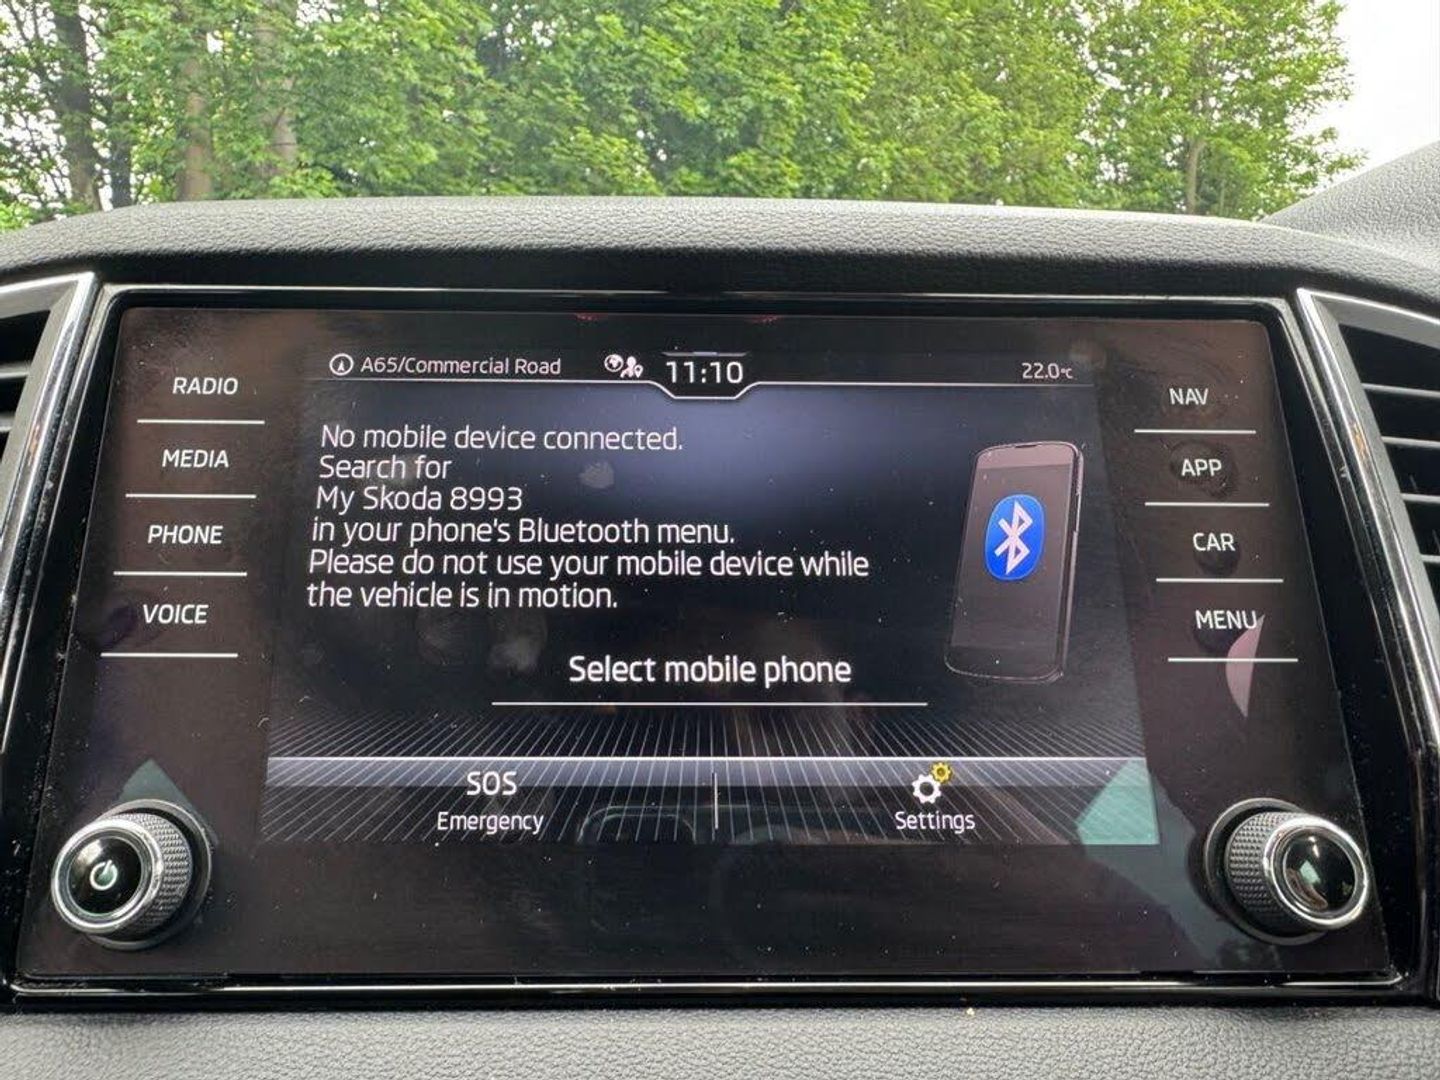 A65/Commercial Road
11:10
22.0°C
RADIO
MEDIA
PHONE
VOICE
No mobile device connected.
Search for
My Skoda 8993
in your phone's Bluetooth menu.
Please do not use your mobile device while
the vehicle is in motion.
Select mobile phone
SOS
Emergency
Settings
NAV
APP
CAR
MENU